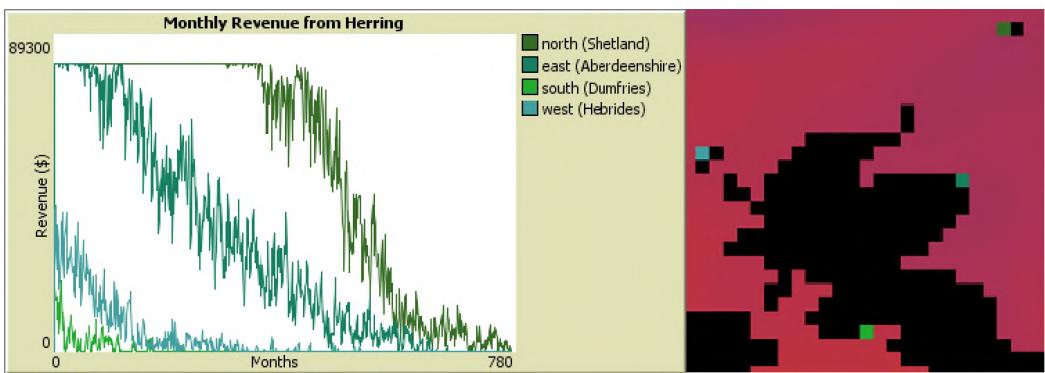 Monthly Revenue from Herring
89300
Revenue ($)
0
0
Months
780
north (Shetland)
east (Aberdeenshire)
south (Dumfries)
west (Hebrides)